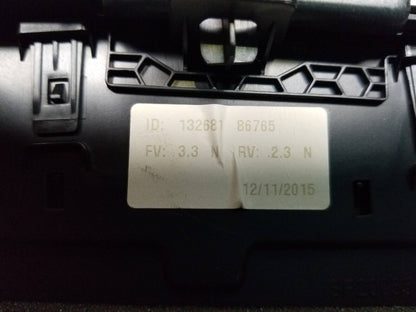 ID: 132681 86765
FV: 3.3 N RV: .2.3 N
12/11/2015